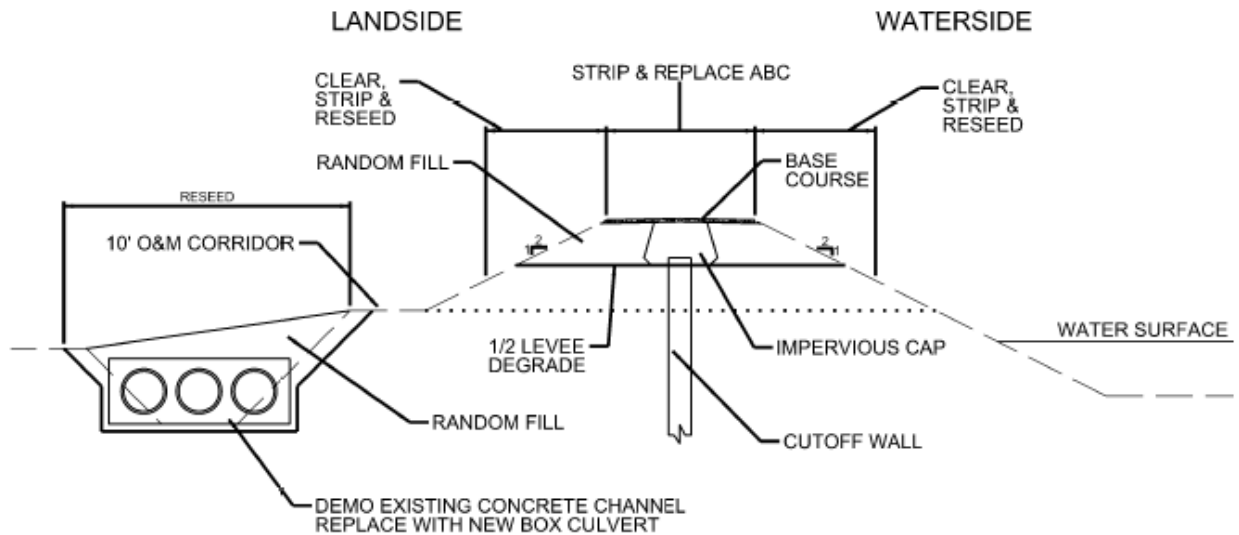 LANDSIDE
WATERSIDE
STRIP & REPLACE ABC
CLEAR,
STRIP &
RESEED
CLEAR,
STRIP &
RESEED
RANDOM FILL
BASE
COURSE
RESEED
10' O&M CORRIDOR
2
1
2
1
WATER SURFACE
1/2 LEVEE
DEGRADE
IMPERVIOUS CAP
RANDOM FILL
CUTOFF WALL
DEMO EXISTING CONCRETE CHANNEL
REPLACE WITH NEW BOX CULVERT